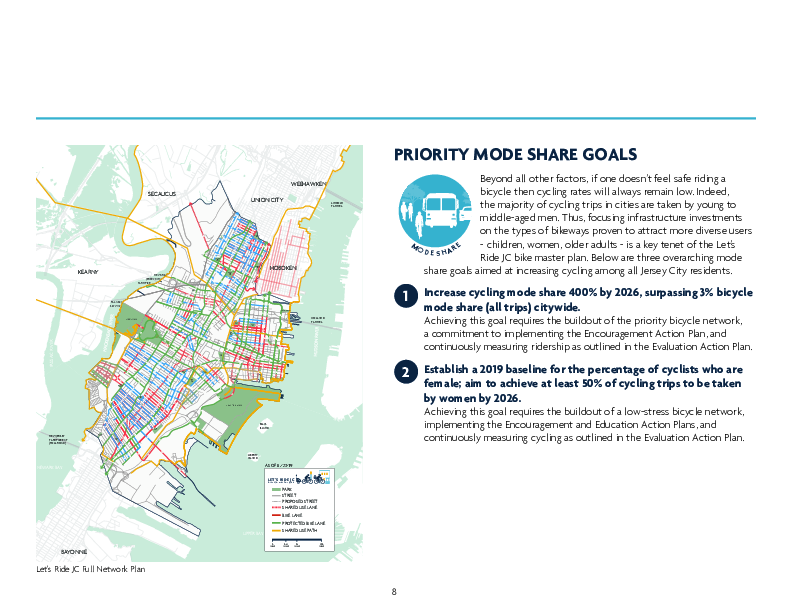 PRIORITY MODE SHARE GOALS
Beyond all other factors, if one doesn't feel safe riding a
bicycle then cycling rates will always remain low. Indeed,
the majority of cycling trips in cities are taken by young to
middle-aged men. Thus, focusing infrastructure investments
on the types of bikeways proven to attract more diverse users
- children, women, older adults - is a key tenet of the Let's
Ride JC bike master plan. Below are three overarching mode
share goals aimed at increasing cycling among all Jersey City residents.
MODE SHARE
1 Increase cycling mode share 400% by 2026, surpassing 3% bicycle
mode share (all trips) citywide.
Achieving this goal requires the buildout of the priority bicycle network,
a commitment to implementing the Encouragement Action Plan, and
continuously measuring ridership as outlined in the Evaluation Action Plan.
2 Establish a 2019 baseline for the percentage of cyclists who are
female; aim to achieve at least 50% of cycling trips to be taken
by women by 2026.
Achieving this goal requires the buildout of a low-stress bicycle network,
implementing the Encouragement and Education Action Plans, and
continuously measuring cycling as outlined in the Evaluation Action Plan.
SECAUCUS
WEEHAWKEN
UNION CITY
HOBOKEN
KEARNY
BAYONNE
LET'S RIDE JC
PARK
STREET
PROPOSED STREET
SHARED USE LANE
BIKE LANE
PROTECTED BIKE LANE
SHARED USE PATH
Let's Ride JC Full Network Plan
8